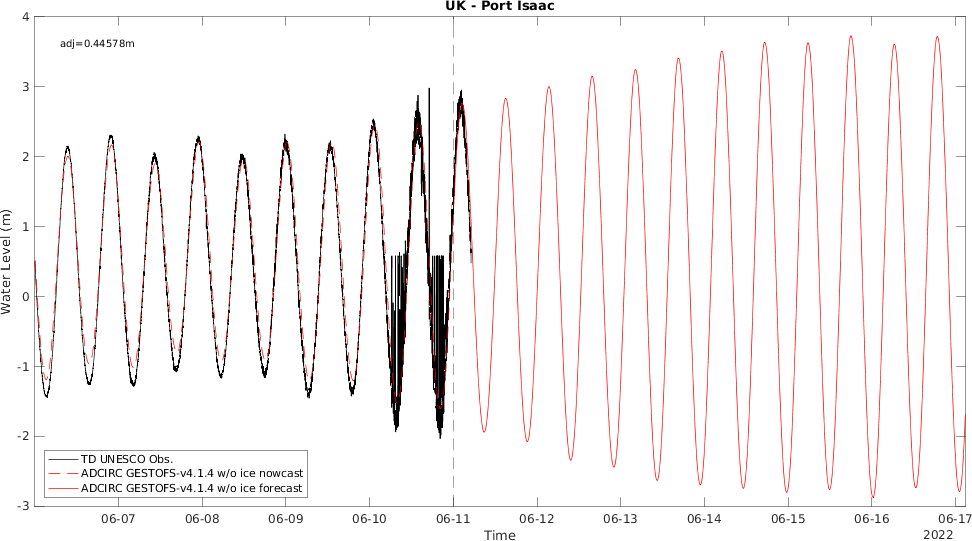 UK - Port Isaac
adj=0.44578m
4
3
2
1
0
-1
-2
-3
Water Level (m)
TD UNESCO Obs.
ADCIRC GESTOFS-v4.1.4 w/o ice nowcast
ADCIRC GESTOFS-v4.1.4 w/o ice forecast
06-07 06-08 06-09 06-10 06-11 06-12 06-13 06-14 06-15 06-16 06-17
Time
2022